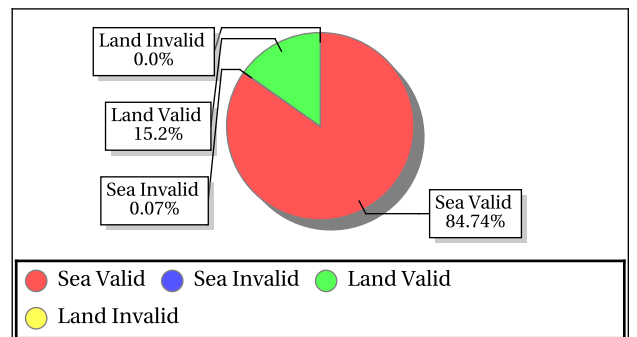 Land Invalid
0.0%
Land Valid
15.2%
Sea Invalid
0.07%
Sea Valid
84.74%
Sea Valid Sea Invalid Land Valid
Land Invalid